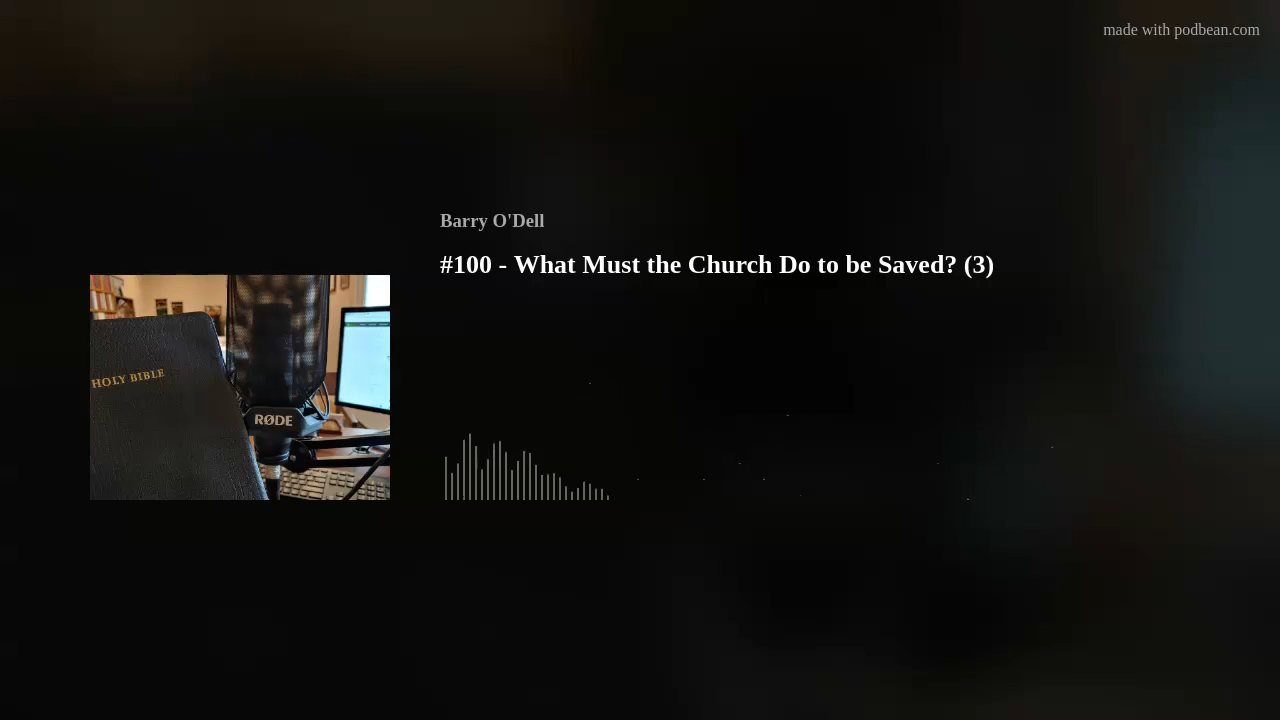 made with podbean.com
Barry O'Dell
#100 - What Must the Church Do to be Saved? (3)
HOLY BIBLE
RØDE